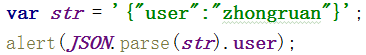 var str = '{"user":"zhongruan"}';
alert(JSON.parse(str).user);